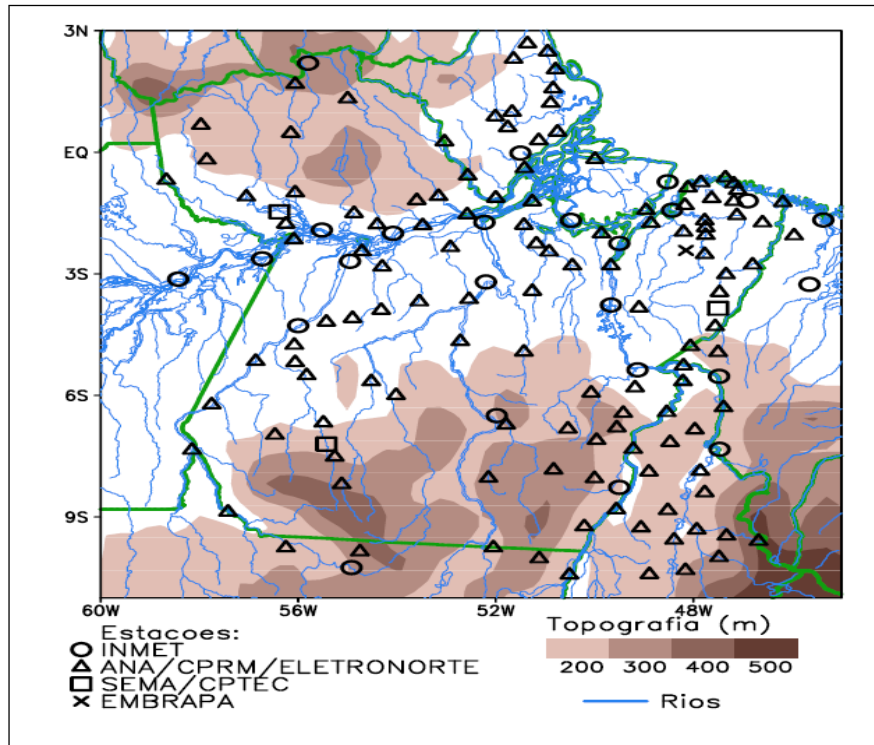 3N
EQ
3S
6S
9S
60W 56W 52W 48W
Estacoes:
INMET
ANA/CPRM/ELETRONORTE
SEMA/CPTEC
EMBRAPA
Topografia (m)
200 300 400 500
Rios